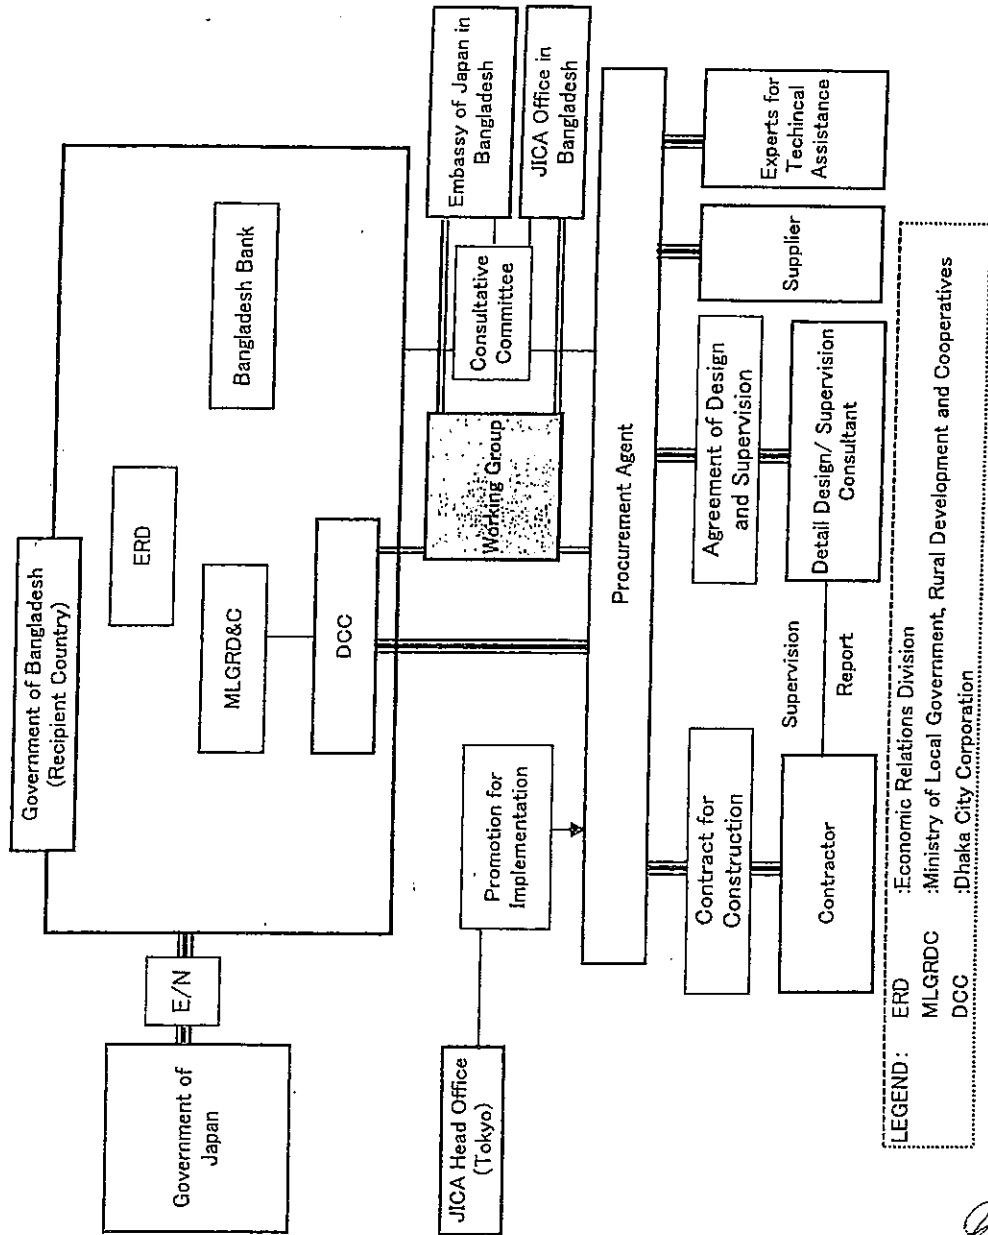 Government of Bangladesh
(Recipient Country)
Government of
Japan
E/N
ERD
Bangladesh Bank
MLGRD&C
DCC
JICA Head Office
(Tokyo)
Promotion for
Implementation
Working Group
Consultative
Committee
Embassy of Japan in
Bangladesh
JICA Office in
Bangladesh
Procurement Agent
Contract for
Construction
Agreement of Design
and Supervision
Supplier
Experts for
Techincal
Assistance
Contractor
Supervision
Report
Detail Design/ Supervision
Consultant
LEGEND: ERD :Economic Relations Division
MLGRDC :Ministry of Local Government, Rural Development and Cooperatives
DCC :Dhaka City Corporation